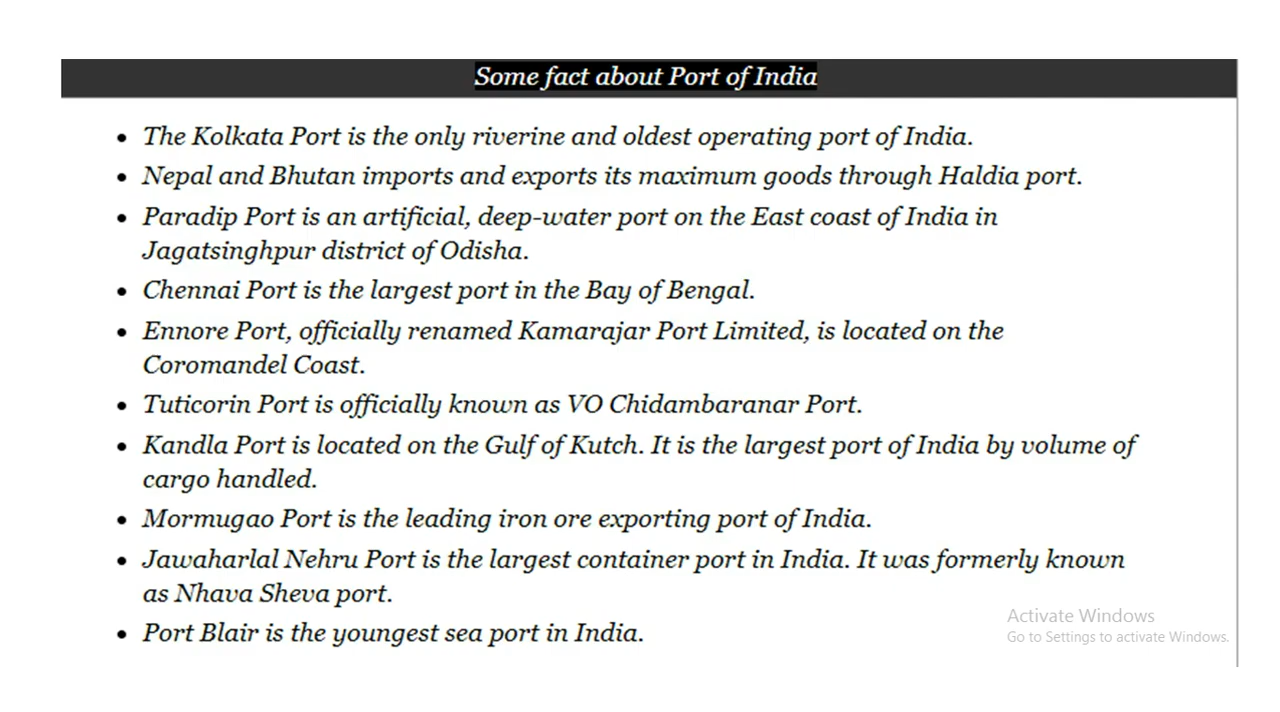 Some fact about Port of India
• The Kolkata Port is the only riverine and oldest operating port of India.
• Nepal and Bhutan imports and exports its maximum goods through Haldia port.
• Paradip Port is an artificial, deep-water port on the East coast of India in
Jagatsinghpur district of Odisha.
• Chennai Port is the largest port in the Bay of Bengal.
• Ennore Port, officially renamed Kamarajar Port Limited, is located on the
Coromandel Coast.
• Tuticorin Port is officially known as VO Chidambaranar Port.
• Kandla Port is located on the Gulf of Kutch. It is the largest port of India by volume of
cargo handled.
• Mormugao Port is the leading iron ore exporting port of India.
• Jawaharlal Nehru Port is the largest container port in India. It was formerly known
as Nhava Sheva port.
• Port Blair is the youngest sea port in India.
Activate Windows
Go to Settings to activate Windows.